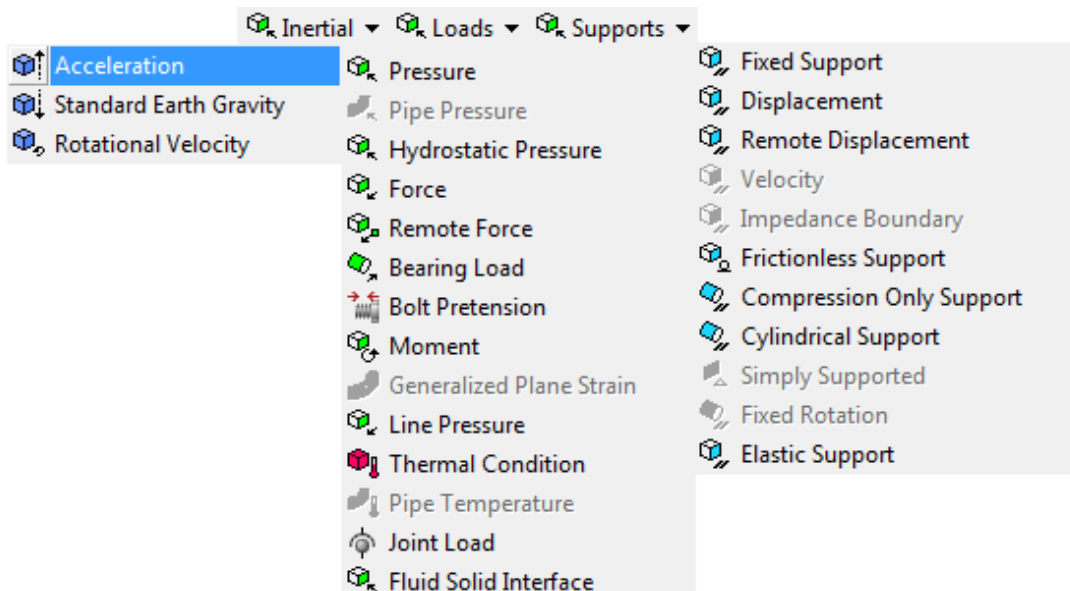 Inertial Loads Supports
Acceleration
Standard Earth Gravity
Rotational Velocity
Pressure
Pipe Pressure
Hydrostatic Pressure
Force
Remote Force
Bearing Load
Bolt Pretension
Moment
Generalized Plane Strain
Line Pressure
Thermal Condition
Pipe Temperature
Joint Load
Fluid Solid Interface
Fixed Support
Displacement
Remote Displacement
Velocity
Impedance Boundary
Frictionless Support
Compression Only Support
Cylindrical Support
Simply Supported
Fixed Rotation
Elastic Support